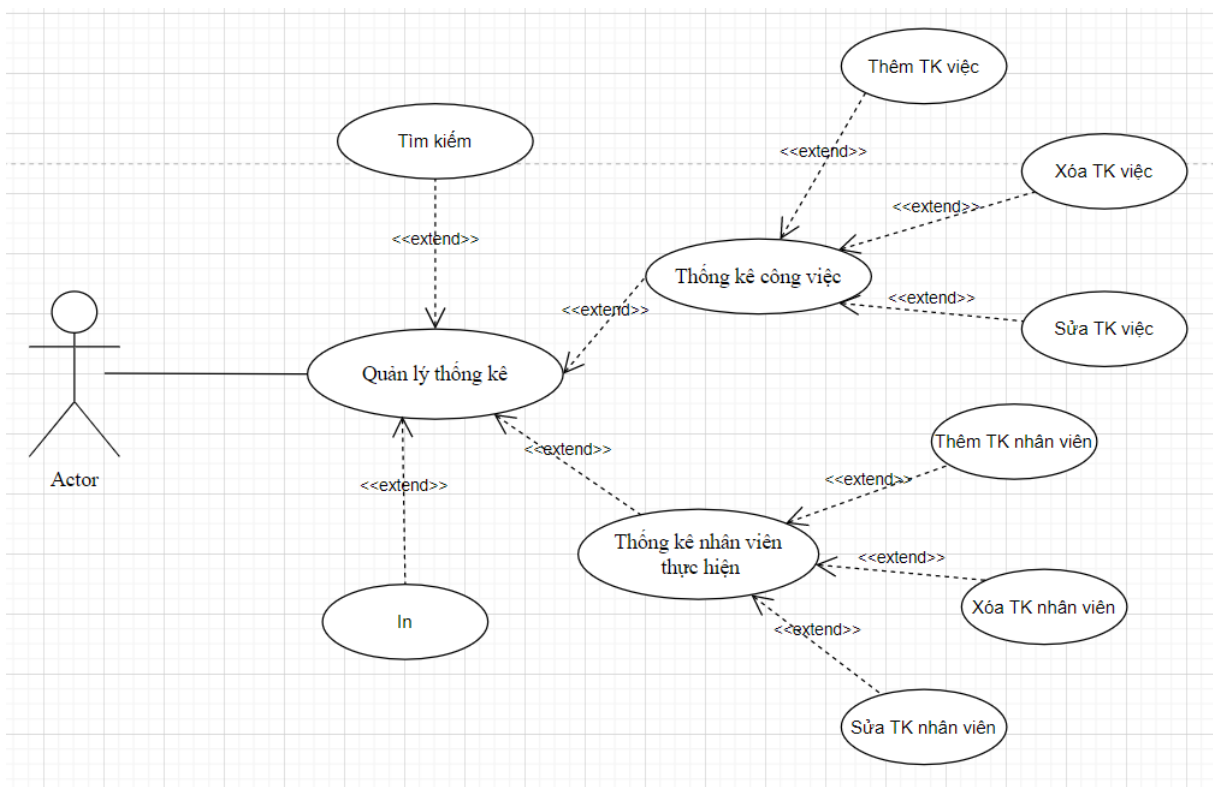 Thêm TK việc
Tìm kiếm
<<extend>>
Xóa TK việc
<<extend>>
<<extend>>
Thống kê công việc
<<extend>>
<<extend>>
Sửa TK việc
Quản lý thống kê
Thêm TK nhân viên
<<extend>>
Actor
<<extend>>
<<extend>>
Thống kê nhân viên
thực hiện
<<extend>>
Xóa TK nhân viên
In
<<extend>>
Sửa TK nhân viên